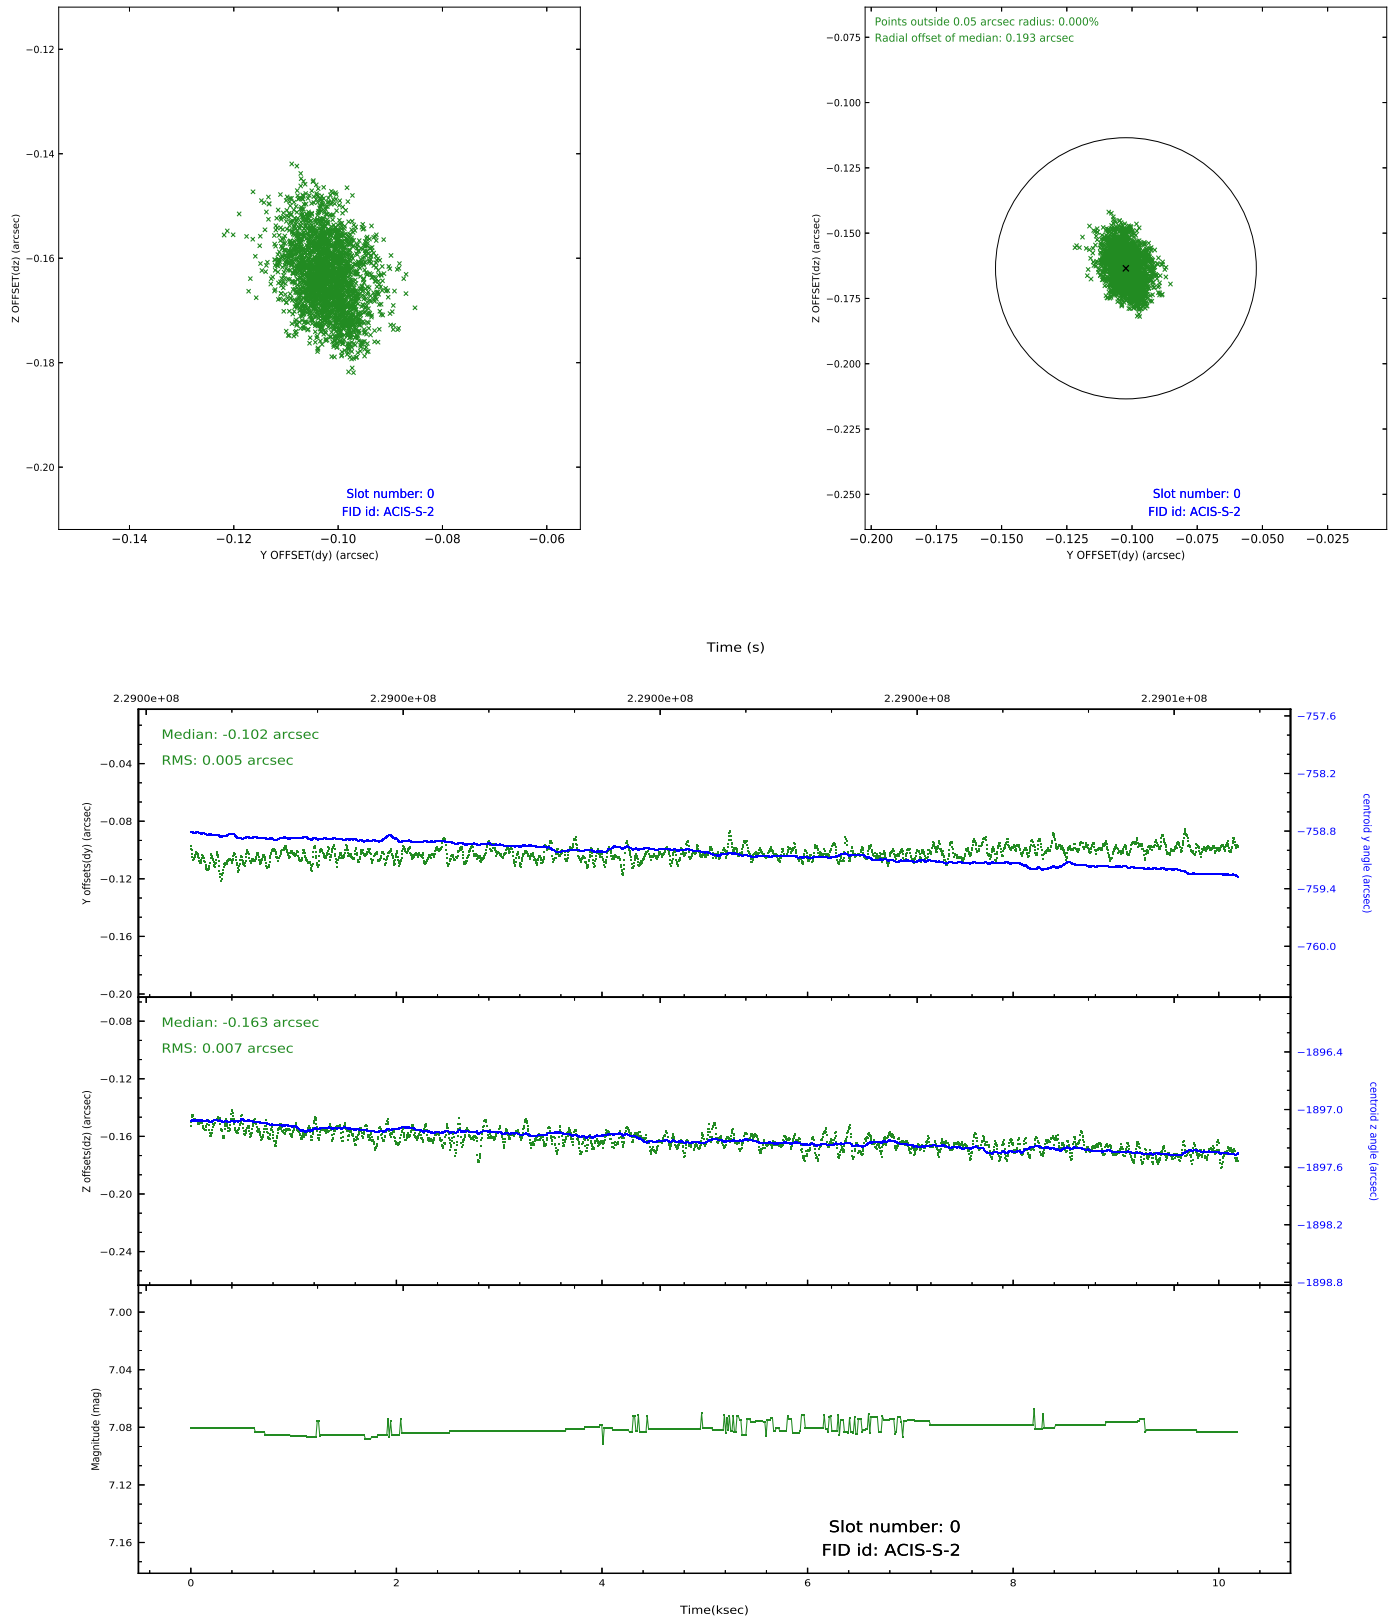 −0.12
−0.14
−0.16
−0.18
−0.20
Z OFFSET(dz) (arcsec)
Slot number: 0
FID id: ACIS-S-2
−0.14 −0.12 −0.10 −0.08 −0.06
Y OFFSET(dy) (arcsec)
Points outside 0.05 arcsec radius: 0.000%
Radial offset of median: 0.193 arcsec
−0.075
−0.100
−0.125
−0.150
−0.175
−0.200
−0.225
−0.250
Z OFFSET(dz) (arcsec)
Slot number: 0
FID id: ACIS-S-2
−0.200 −0.175 −0.150 −0.125 −0.100 −0.075 −0.050 −0.025
Y OFFSET(dy) (arcsec)
Time (s)
2.2900e+08 2.2900e+08 2.2900e+08 2.2900e+08 2.2901e+08
Median: -0.102 arcsec
RMS: 0.005 arcsec
−0.04
−0.08
−0.12
−0.16
−0.20
Y offsets(dy) (arcsec)
−757.6
−758.2
−758.8
−759.4
−760.0
centroid y angle (arcsec)
Median: -0.163 arcsec
RMS: 0.007 arcsec
−0.08
−0.12
−0.16
−0.20
−0.24
Z offsets(dz) (arcsec)
−1896.4
−1897.0
−1897.6
−1898.2
−1898.8
centroid z angle (arcsec)
7.00
7.04
7.08
7.12
7.16
Magnitude (mag)
Slot number: 0
FID id: ACIS-S-2
0 2 4 6 8 10
Time(ksec)